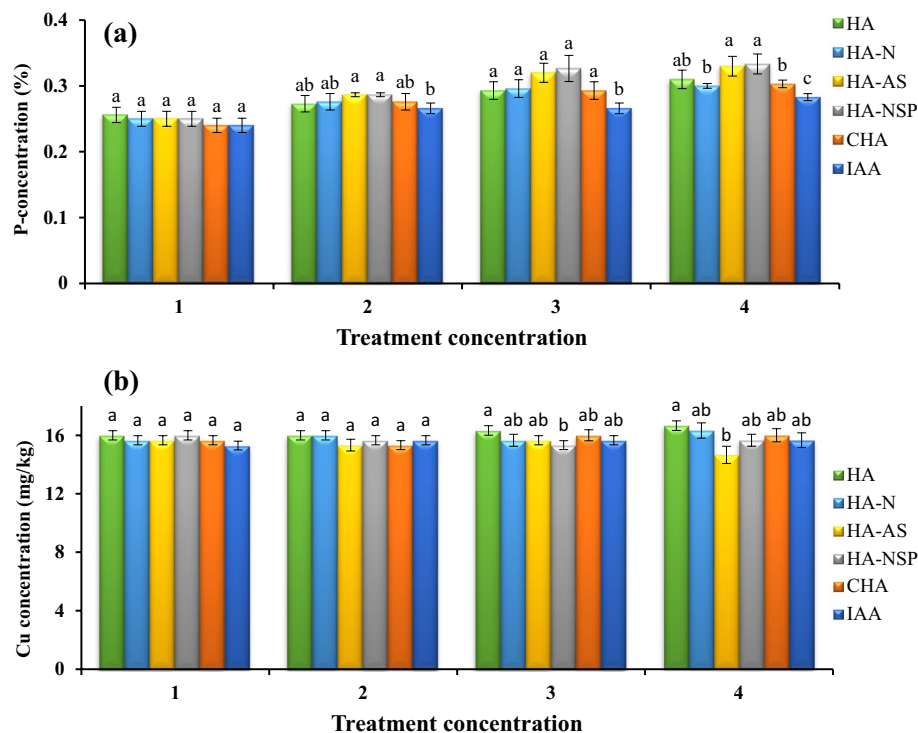 (a)
0.4
0.3
0.2
0.1
0
P-concentration (%)
a a a a a a
ab ab a a ab b
a a a a a b
ab b a a b c
1 2 3 4
Treatment concentration
HA
HA-N
HA-AS
HA-NSP
CHA
IAA
(b)
16
12
8
4
0
Cu concentration (mg/kg)
a a a a a a
a a a a a a
a ab ab b ab ab
a ab b ab ab ab
1 2 3 4
Treatment concentration
HA
HA-N
HA-AS
HA-NSP
CHA
IAA